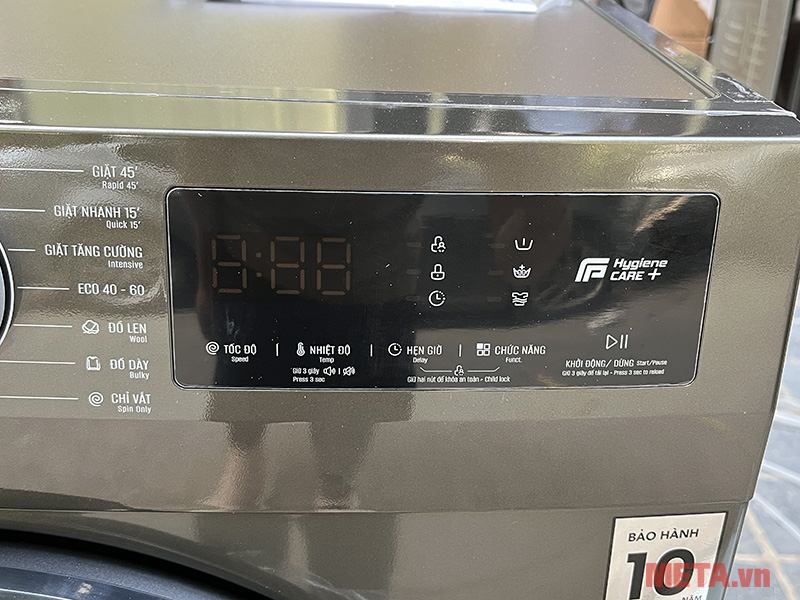 GIẶT 45'
Rapid 45'
GIẶT NHANH 15'
Quick 15'
GIẶT TĂNG CƯỜNG
Intensive
ECO 40 - 60
ĐỒ LEN
Wool
ĐỒ DÀY
Bulky
CHỈ VẮT
Spin Only
8:88
Hygiene
CARE +
TỐC ĐỘ
Speed
NHIỆT ĐỘ
Temp
Giữ 3 giây
Press 3 sec
HẸN GIỜ
Delay
CHỨC NĂNG
Funct.
Giữ hai nút để khóa an toàn - Child lock
KHỞI ĐỘNG/ DỪNG Start/Pause
Giữ 3 giây để tải lại - Press 3 sec to reload
BẢO HÀNH
10
NĂM
META.vn